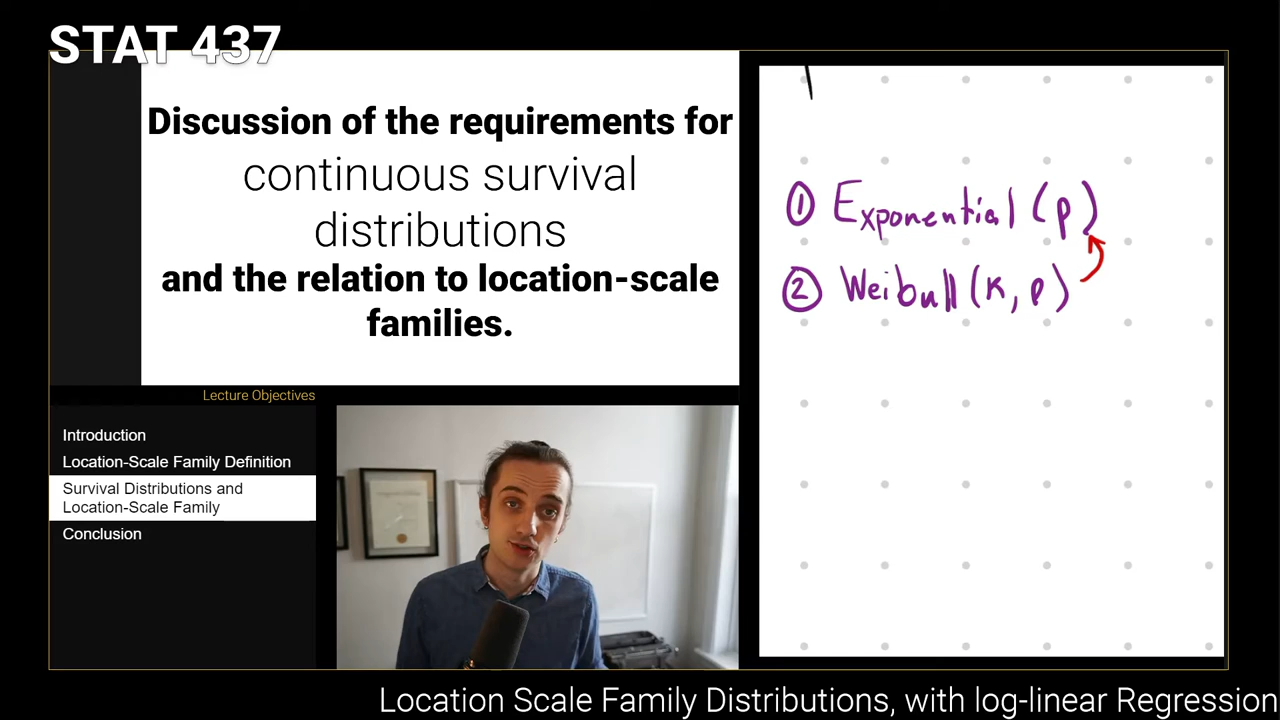 STAT 437
Discussion of the requirements for
continuous survival
distributions
and the relation to location-scale
families.
Lecture Objectives
Introduction
Location-Scale Family Definition
Survival Distributions and
Location-Scale Family
Conclusion
① Exponential (ρ)
② Weibull (κ, ρ)
Location Scale Family Distributions, with log-linear Regression